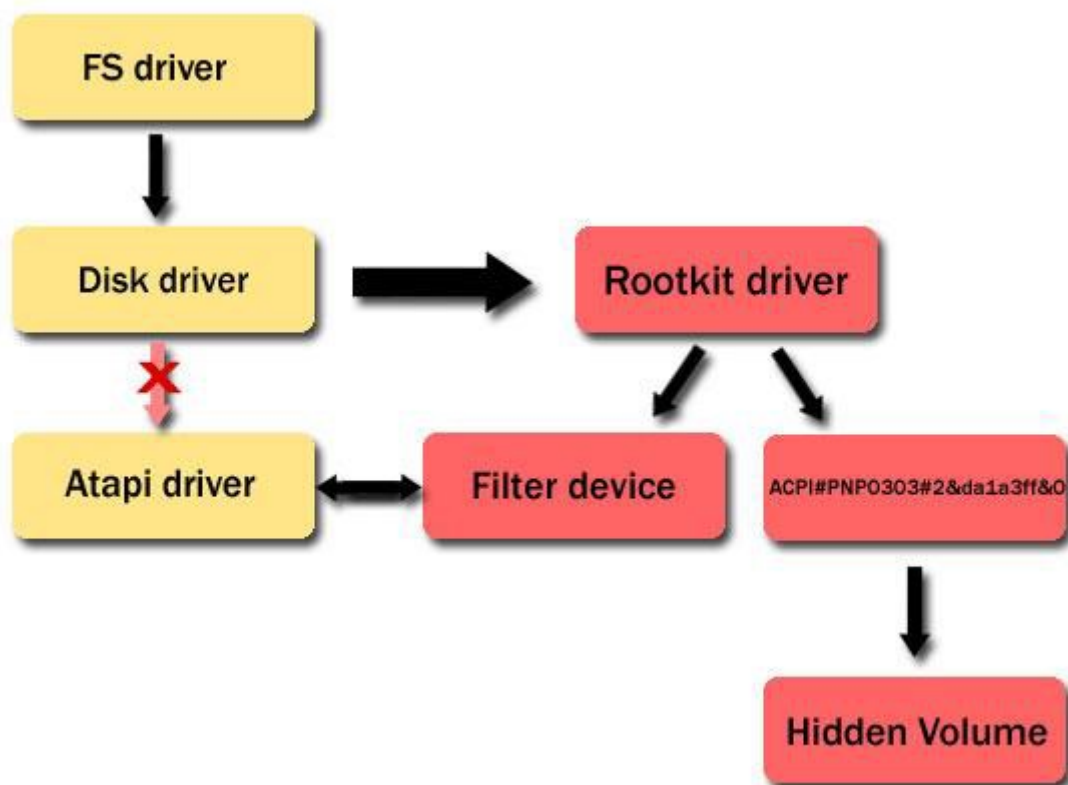 FS driver
Disk driver
Rootkit driver
Atapi driver
Filter device
ACPI#PNP0303#2&da1a3ff&0
Hidden Volume